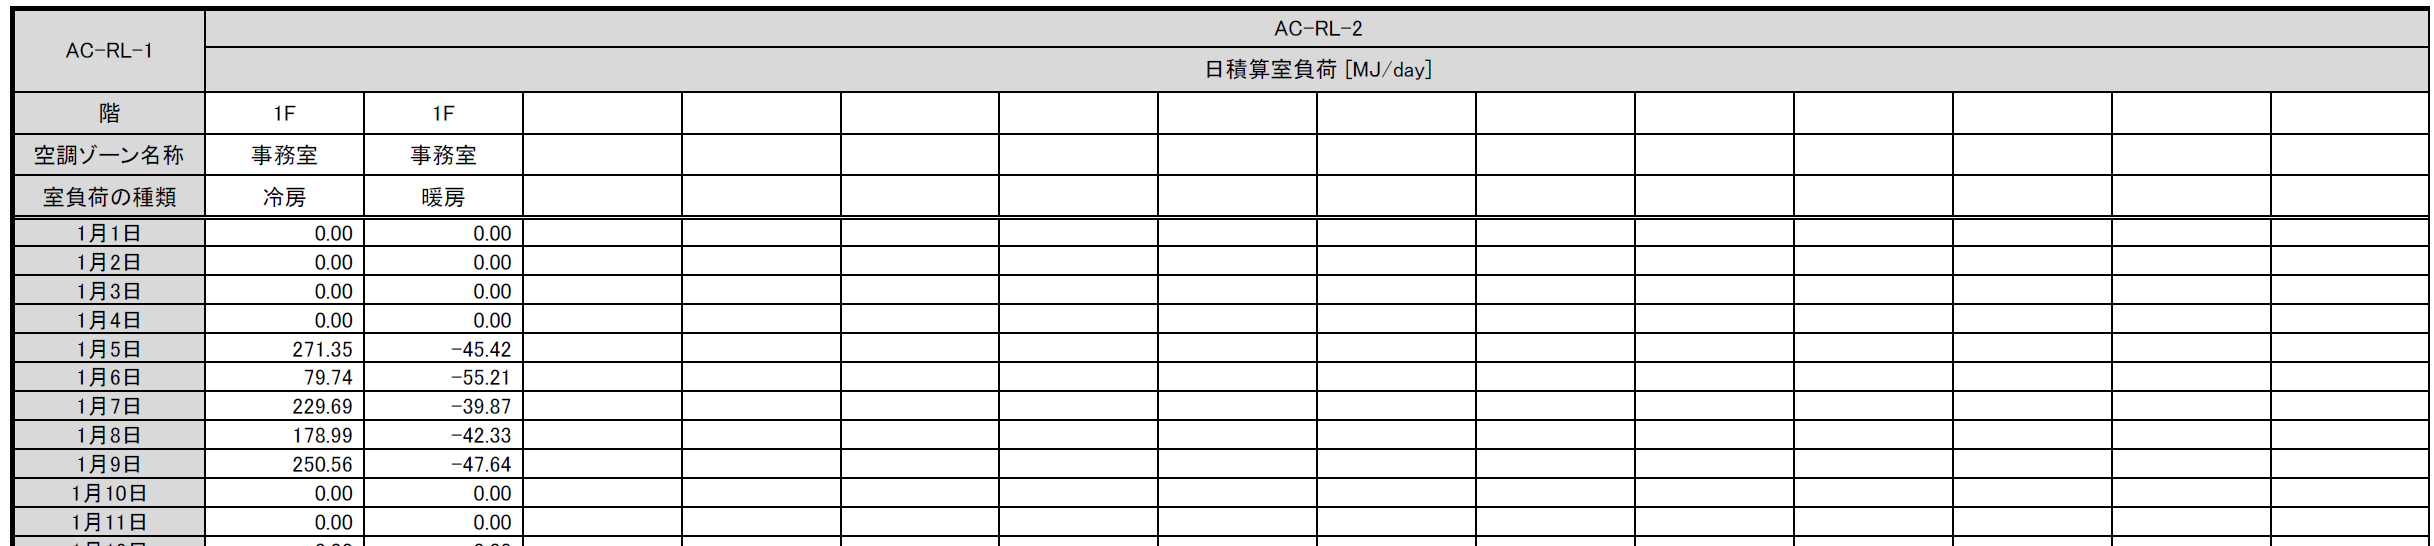 AC-RL-1 AC-RL-2
日積算室負荷 [MJ/day]
階 1F 1F
空調ゾーン名称 事務室 事務室
室負荷の種類 冷房 暖房
1月1日 0.00 0.00
1月2日 0.00 0.00
1月3日 0.00 0.00
1月4日 0.00 0.00
1月5日 271.35 -45.42
1月6日 79.74 -55.21
1月7日 229.69 -39.87
1月8日 178.99 -42.33
1月9日 250.56 -47.64
1月10日 0.00 0.00
1月11日 0.00 0.00